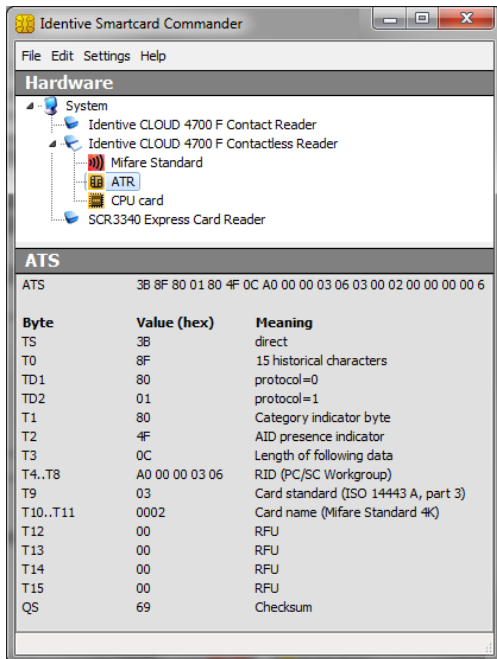 Identive Smartcard Commander
File Edit Settings Help
Hardware
System
Identive CLOUD 4700 F Contact Reader
Identive CLOUD 4700 F Contactless Reader
Mifare Standard
ATR
CPU card
SCR3340 Express Card Reader
ATS
ATS 3B 8F 80 01 80 4F 0C A0 00 00 03 06 03 00 02 00 00 00 00 6
Byte Value (hex) Meaning
TS 3B direct
T0 8F 15 historical characters
TD1 80 protocol=0
TD2 01 protocol=1
T1 80 Category indicator byte
T2 4F AID presence indicator
T3 0C Length of following data
T4..T8 A0 00 00 03 06 RID (PC/SC Workgroup)
T9 03 Card standard (ISO 14443 A, part 3)
T10..T11 0002 Card name (Mifare Standard 4K)
T12 00 RFU
T13 00 RFU
T14 00 RFU
T15 00 RFU
QS 69 Checksum